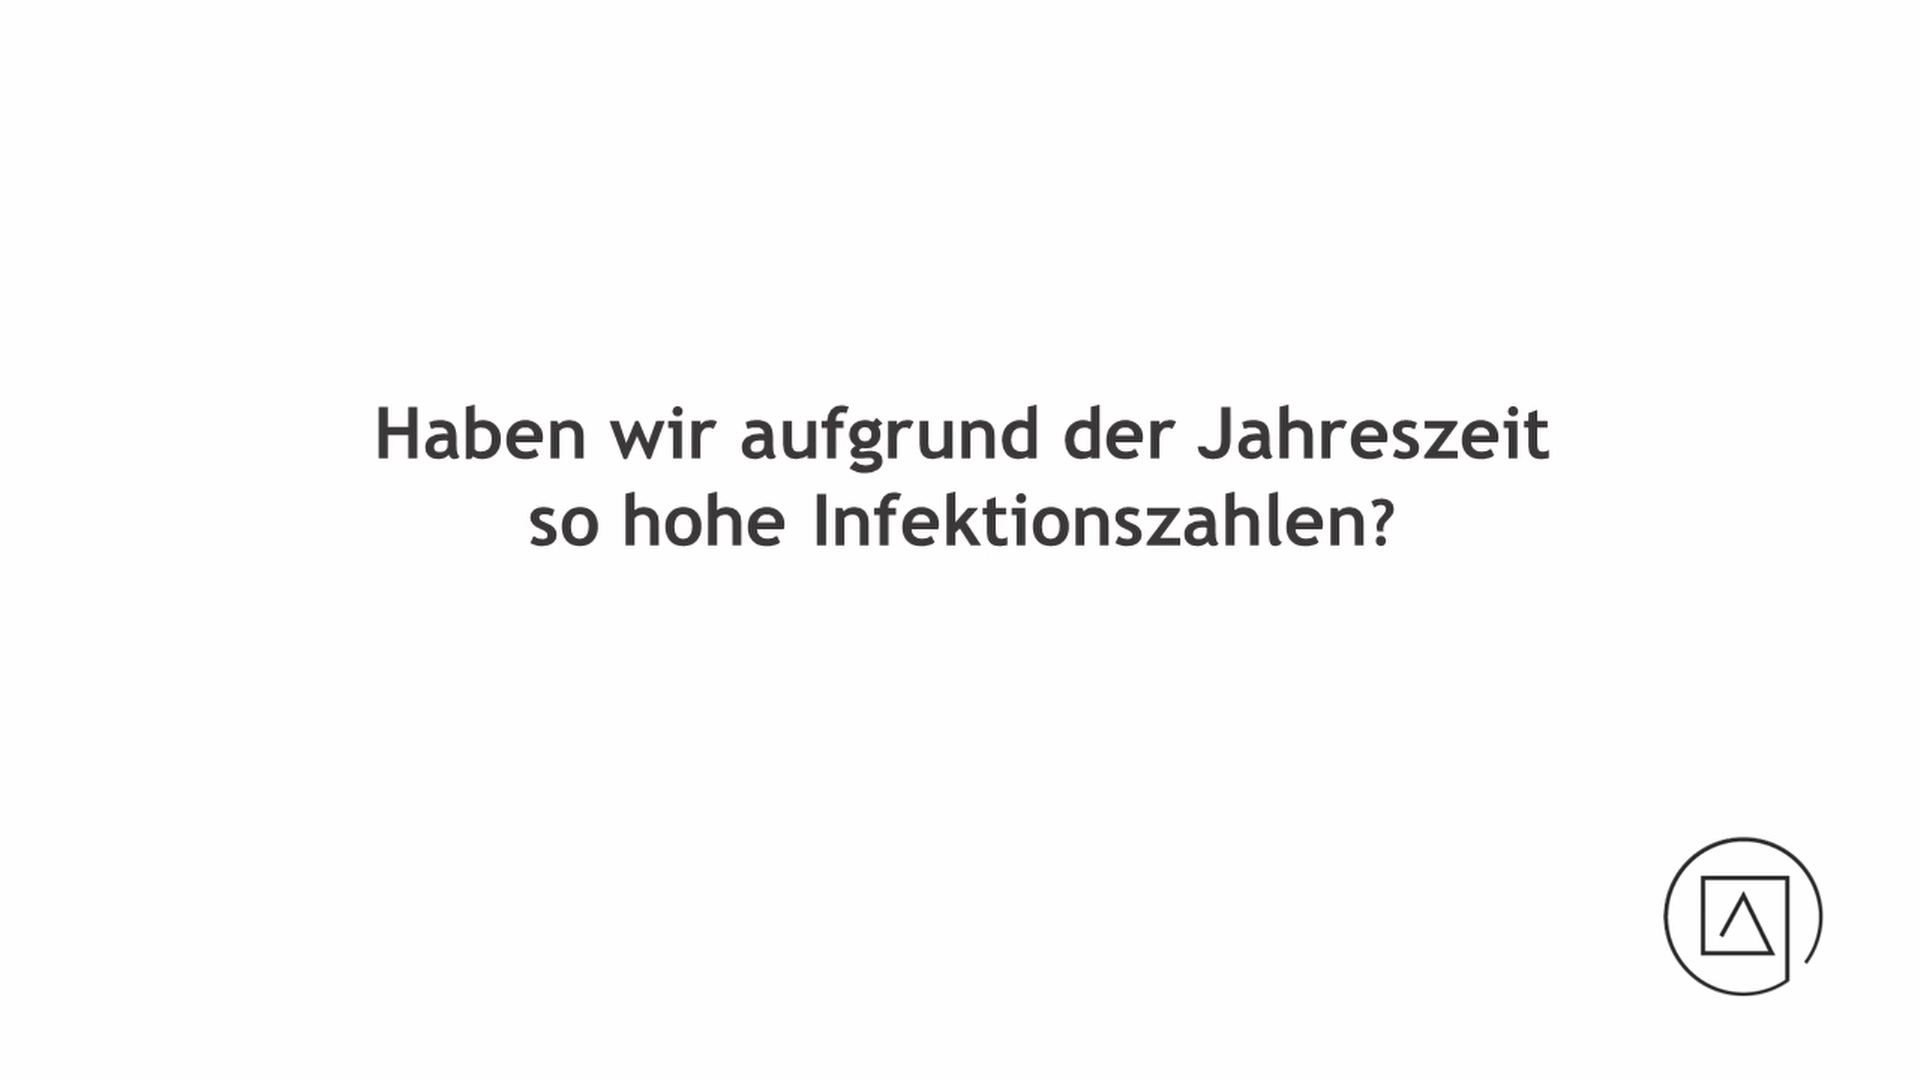 Haben wir aufgrund der Jahreszeit
so hohe Infektionszahlen?